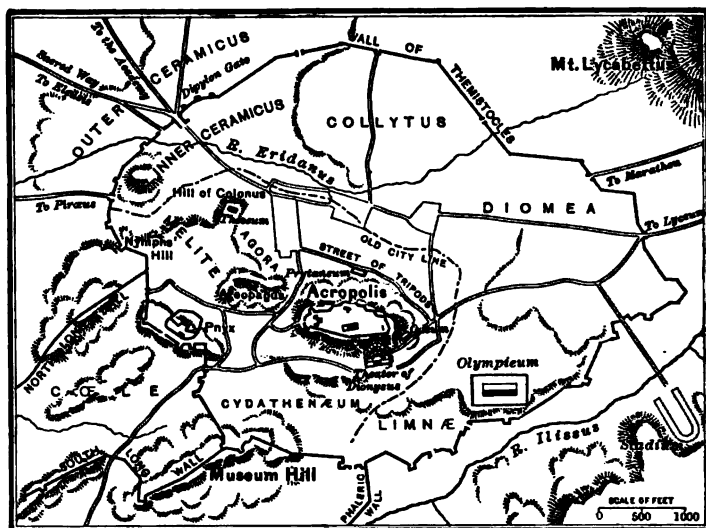 To the Academy
Sacred Way
To Eleusis
OUTER CERAMICUS
Dipylon Gate
INNER CERAMICUS
WALL OF THEMISTOCLES
Mt. Lycabettus
COLLYTUS
R. Eridanus
To Marathon
To Piræus
Hill of Colonus
Theseum
DIOMEA
To Lyceum
Nymphs Hill
MELITE
AGORA
OLD CITY LINE
STREET OF TRIPODS
Prytaneum
Areopagus
Acropolis
Pnyx
NORTH LONG WALL
Theater of
Dionysus
Olympieum
CŒLE
CYDATHENÆUM
LIMNÆ
R. Ilissus
Stadium
SOUTH LONG WALL
Museum Hill
PHALERIC
WALL
SCALE OF FEET
0 500 1000